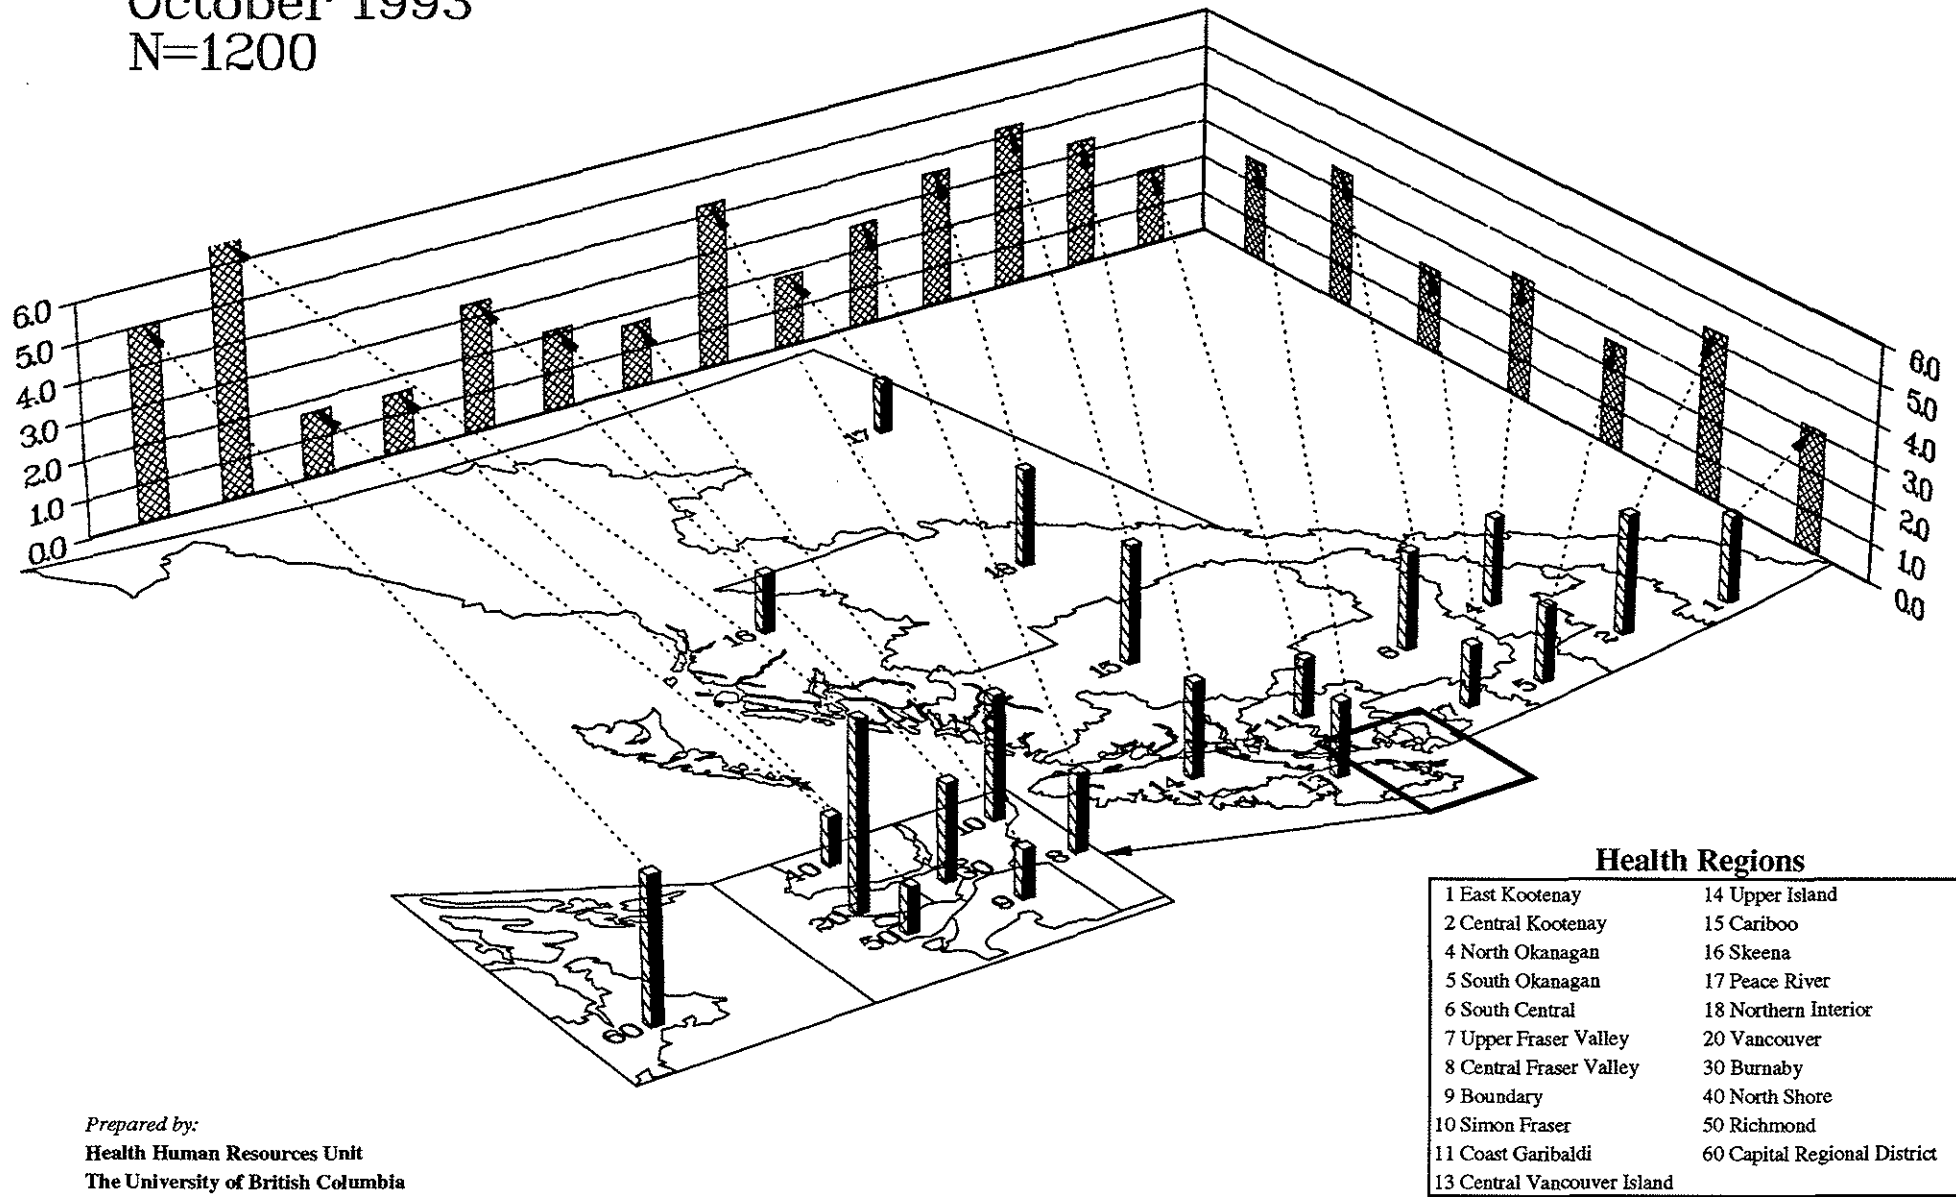 October 1993
N=1200
6.0
5.0
4.0
3.0
2.0
1.0
0.0
6.0
5.0
4.0
3.0
2.0
1.0
0.0
17
18
16
15
6
4
2
1
5
11
14
13
10
8
40
30
9
20
50
60
Health Regions
1 East Kootenay
2 Central Kootenay
4 North Okanagan
5 South Okanagan
6 South Central
7 Upper Fraser Valley
8 Central Fraser Valley
9 Boundary
10 Simon Fraser
11 Coast Garibaldi
13 Central Vancouver Island
14 Upper Island
15 Cariboo
16 Skeena
17 Peace River
18 Northern Interior
20 Vancouver
30 Burnaby
40 North Shore
50 Richmond
60 Capital Regional District
Prepared by:
Health Human Resources Unit
The University of British Columbia